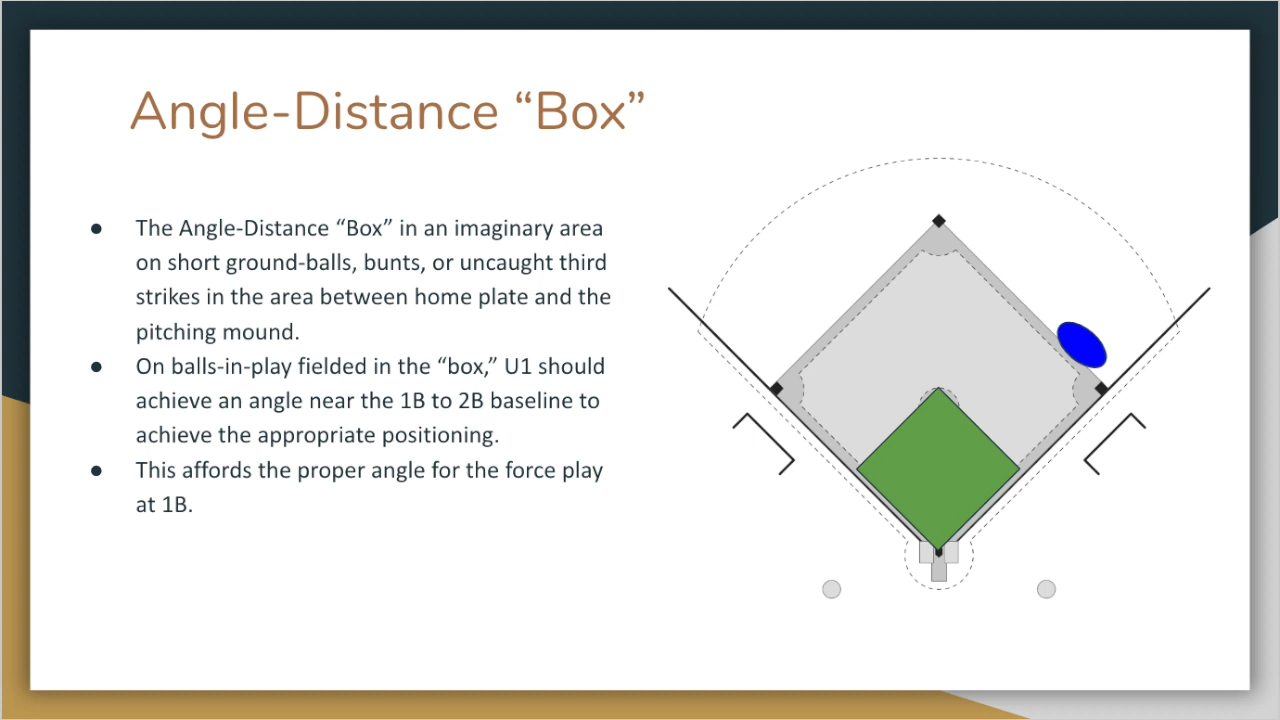 Angle-Distance “Box”
● The Angle-Distance “Box” in an imaginary area
on short ground-balls, bunts, or uncaught third
strikes in the area between home plate and the
pitching mound.
● On balls-in-play fielded in the “box,” U1 should
achieve an angle near the 1B to 2B baseline to
achieve the appropriate positioning.
● This affords the proper angle for the force play
at 1B.